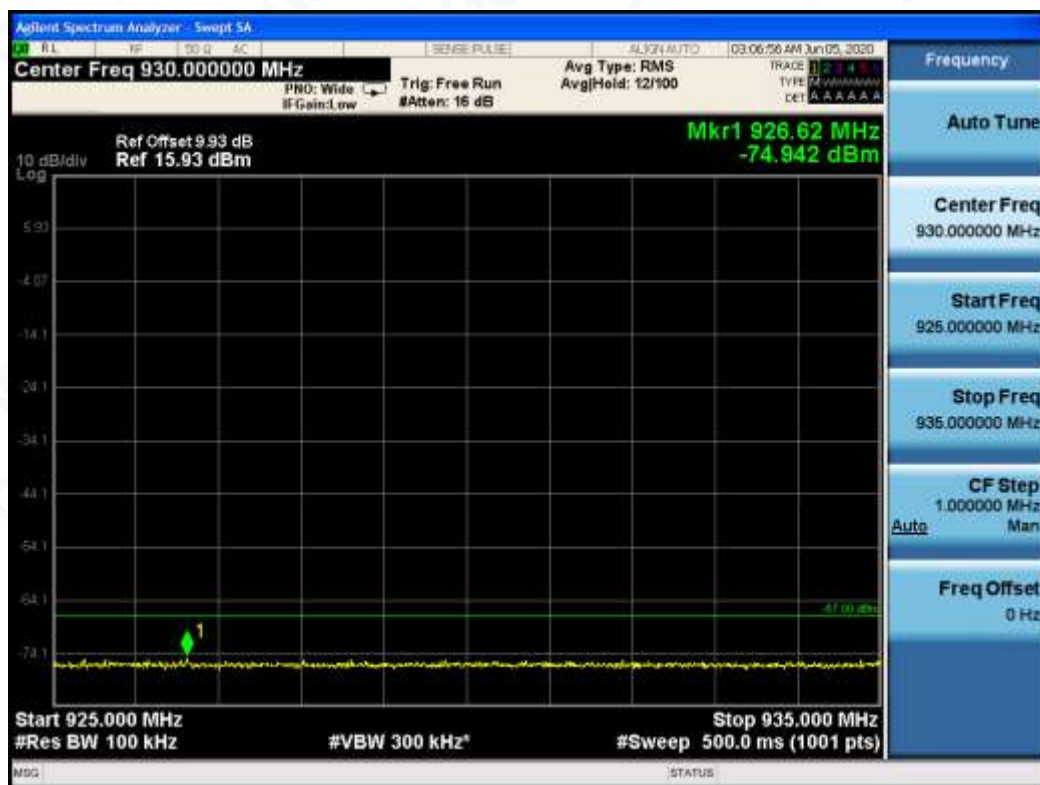 Agilent Spectrum Analyzer - Swept SA
RL RF 50 Ω AC SENSE:PULSE ALIGN AUTO 03:06:56 AM Jun 05, 2020
Center Freq 930.000000 MHz
PNO: Wide
IFGain:Low
Trig: Free Run
#Atten: 16 dB
Avg Type: RMS
Avg|Hold: 12/100
TRACE 1 2 3 4 5 6
TYPE
DET A A A A A A
Frequency
Auto Tune
Center Freq
930.000000 MHz
Start Freq
925.000000 MHz
Stop Freq
935.000000 MHz
CF Step
1.000000 MHz
Auto Man
Freq Offset
0 Hz
Mkr1 926.62 MHz
-74.942 dBm
Ref Offset 9.93 dB
10 dB/div Ref 15.93 dBm
Log
5.93
-4.07
-14.1
-24.1
-34.1
-44.1
-54.1
-64.1
-74.1
1
Start 925.000 MHz Stop 935.000 MHz
#Res BW 100 kHz #VBW 300 kHz* #Sweep 500.0 ms (1001 pts)
MSG STATUS